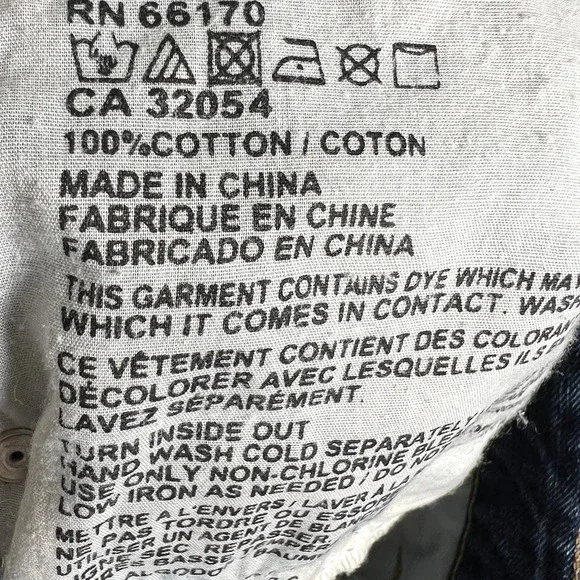 RN 66170
CA 32054
100%COTTON / COTON
MADE IN CHINA
FABRIQUE EN CHINE
FABRICADO EN CHINA
THIS GARMENT CONTAINS DYE WHICH MAY
WHICH IT COMES IN CONTACT. WASH
CE VÊTEMENT CONTIENT DES COLORAN
DÉCOLORER AVEC LESQUELLES ILS
LAVEZ SÉPARÉMENT.
TURN INSIDE OUT
HAND WASH COLD SEPARATELY
USE ONLY NON-CHLORINE
LOW IRON AS NEEDED / DO
METTRE A L'ENVERS / LAVER A LA
NE PAS TORDRE OU
UTILISER UN AGENT DE